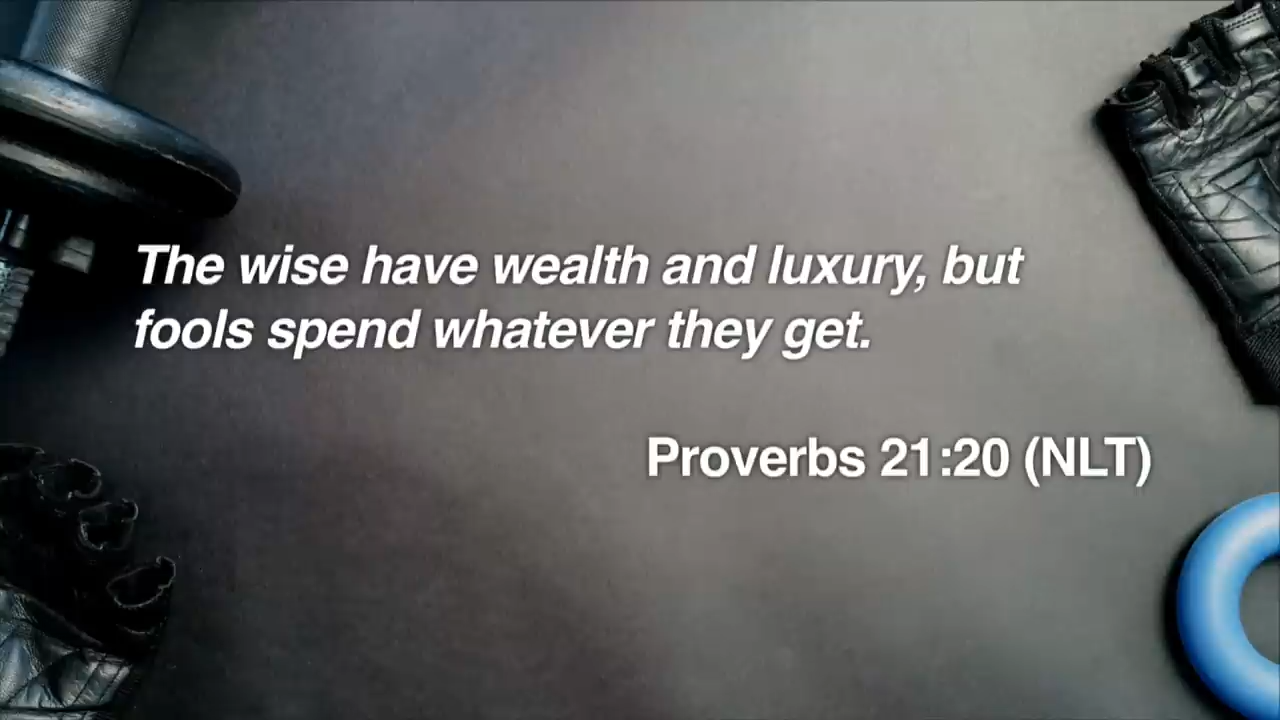 The wise have wealth and luxury, but
fools spend whatever they get.
Proverbs 21:20 (NLT)